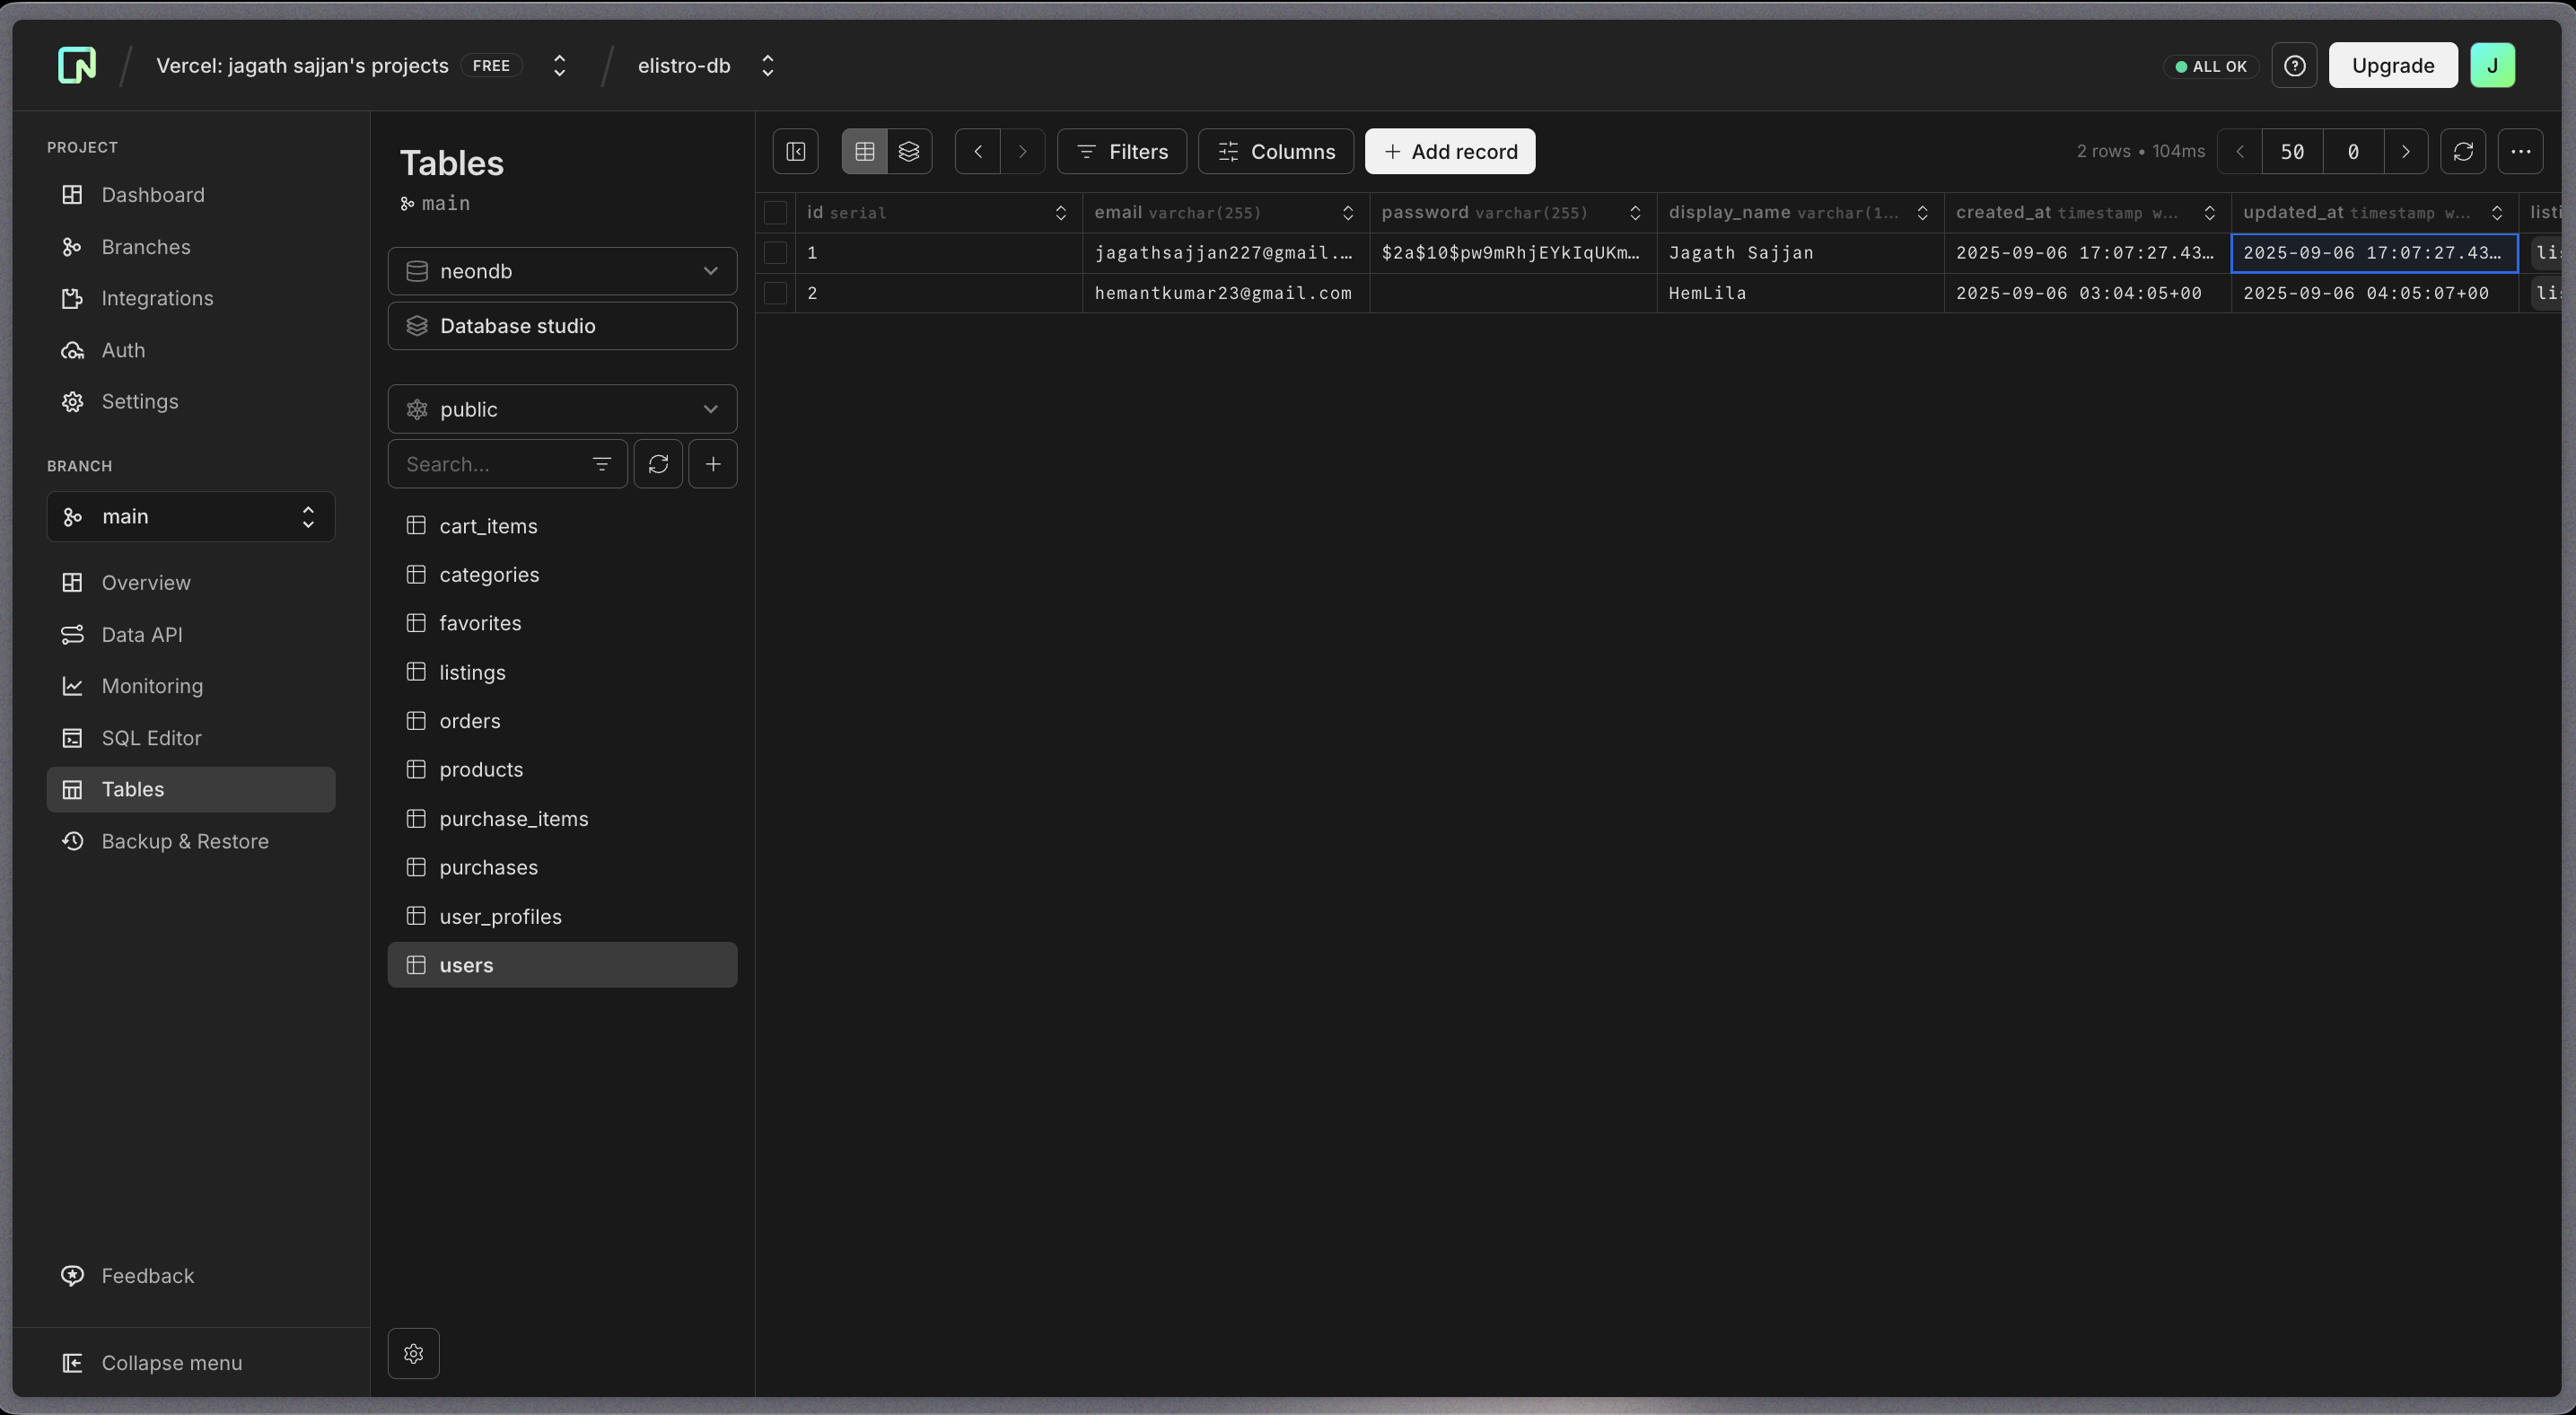 Vercel: jagath sajjan's projects FREE
elistro-db
ALL OK
Upgrade
J
PROJECT
Dashboard
Branches
Integrations
Auth
Settings
BRANCH
main
Overview
Data API
Monitoring
SQL Editor
Tables
Backup & Restore
Feedback
Collapse menu
Tables
main
neondb
Database studio
public
Search...
cart_items
categories
favorites
listings
orders
products
purchase_items
purchases
user_profiles
users
Filters Columns Add record 2 rows • 104ms 50 0
id serial email varchar(255) password varchar(255) display_name varchar(1... created_at timestamp w... updated_at timestamp w... listi
1 jagathsajjan227@gmail.… $2a$10$pw9mRhjEYkIqUKm… Jagath Sajjan 2025-09-06 17:07:27.43… 2025-09-06 17:07:27.43… lis
2 hemantkumar23@gmail.com HemLila 2025-09-06 03:04:05+00 2025-09-06 04:05:07+00 lis